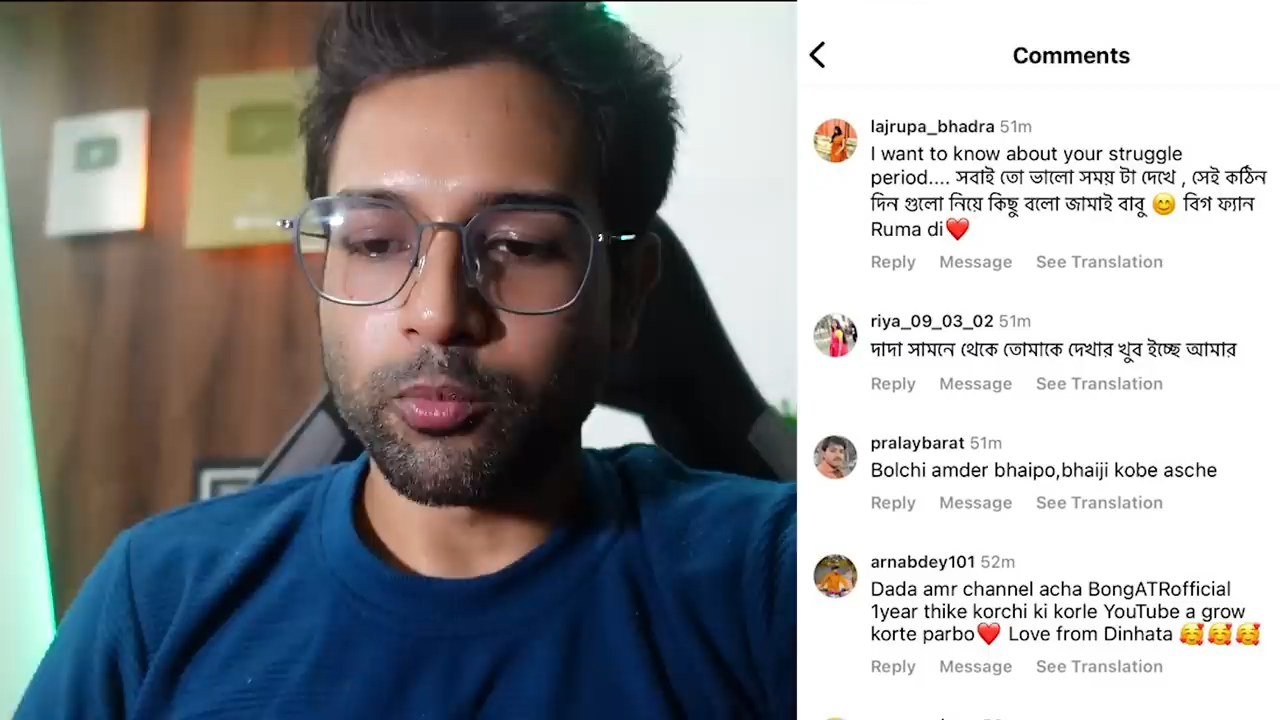 Comments
lajrupa_bhadra 51m
I want to know about your struggle
period.... সবাই তো ভালো সময় টা দেখে , সেই কঠিন
দিন গুলো নিয়ে কিছু বলো জামাই বাবু 😊 বিগ ফ্যান
Ruma di❤️
Reply Message See Translation
riya_09_03_02 51m
দাদা সামনে থেকে তোমাকে দেখার খুব ইচ্ছে আমার
Reply Message See Translation
pralaybarat 51m
Bolchi amder bhaipo,bhaiji kobe asche
Reply Message See Translation
arnabdey101 52m
Dada amr channel acha BongATRofficial
1year thike korchi ki korle YouTube a grow
korte parbo❤️ Love from Dinhata 🥰🥰🥰
Reply Message See Translation